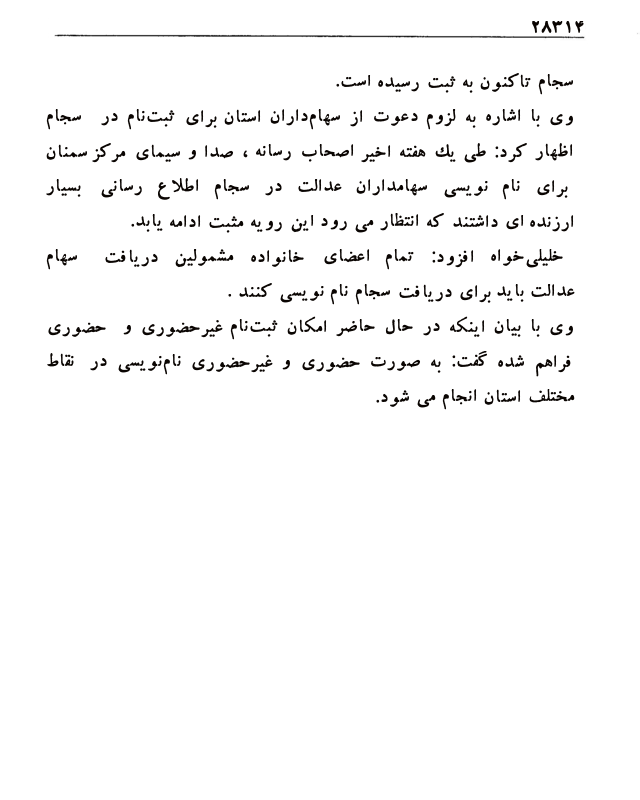 ۲۸۳۱۴
سجام تاکنون به ثبت رسیده است.
وی با اشاره به لزوم دعوت از سهام‌داران استان برای ثبت‌نام در سجام
اظهار کرد: طی یك هفته اخیر اصحاب رسانه ، صدا و سیمای مرکز سمنان
برای نام نویسی سهامداران عدالت در سجام اطلاع رسانی بسیار
ارزنده ای داشتند که انتظار می رود این رویه مثبت ادامه یابد.
خلیلی‌خواه افزود: تمام اعضای خانواده مشمولین دریافت سهام
عدالت باید برای دریافت سجام نام نویسی کنند .
وی با بیان اینکه در حال حاضر امکان ثبت‌نام غیرحضوری و حضوری
فراهم شده گفت: به صورت حضوری و غیرحضوری نام‌نویسی در نقاط
مختلف استان انجام می شود.